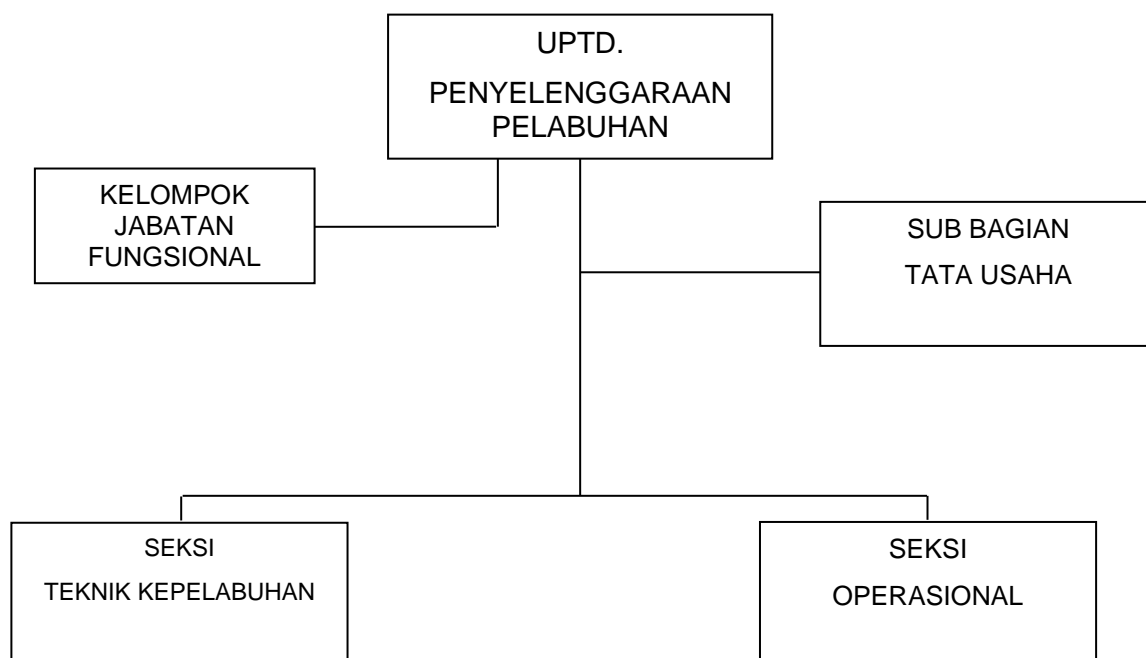 UPTD.
PENYELENGGARAAN
PELABUHAN
KELOMPOK
JABATAN
FUNGSIONAL
SUB BAGIAN
TATA USAHA
SEKSI
TEKNIK KEPELABUHAN
SEKSI
OPERASIONAL